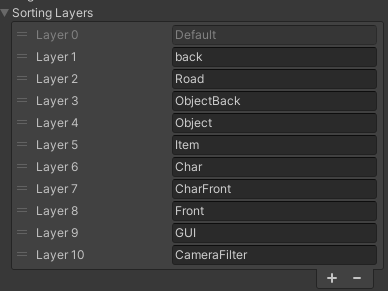 Sorting Layers
Layer 0 Default
Layer 1 back
Layer 2 Road
Layer 3 ObjectBack
Layer 4 Object
Layer 5 Item
Layer 6 Char
Layer 7 CharFront
Layer 8 Front
Layer 9 GUI
Layer 10 CameraFilter